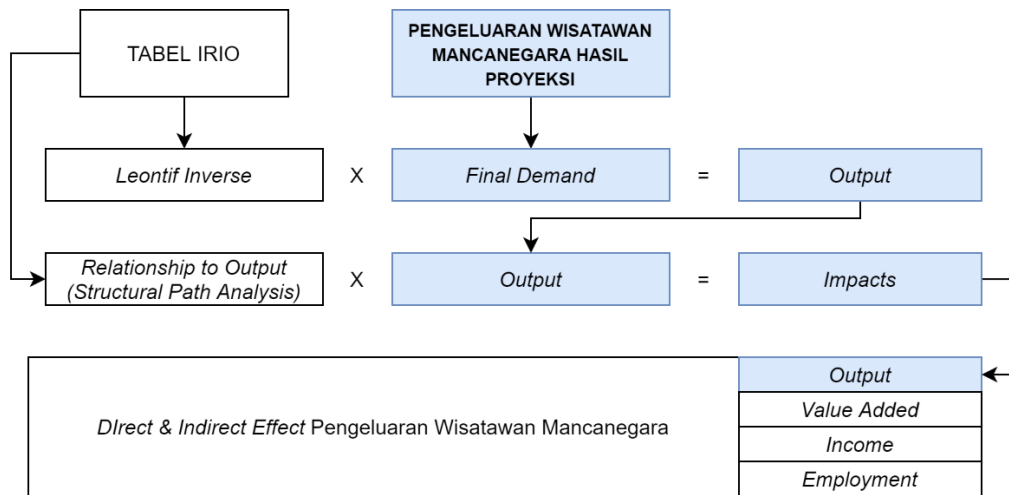 TABEL IRIO
PENGELUARAN WISATAWAN
MANCANEGARA HASIL
PROYEKSI
Leontif Inverse
X
Final Demand
=
Output
Relationship to Output
(Structural Path Analysis)
X
Output
=
Impacts
DIrect & Indirect Effect Pengeluaran Wisatawan Mancanegara
Output
Value Added
Income
Employment